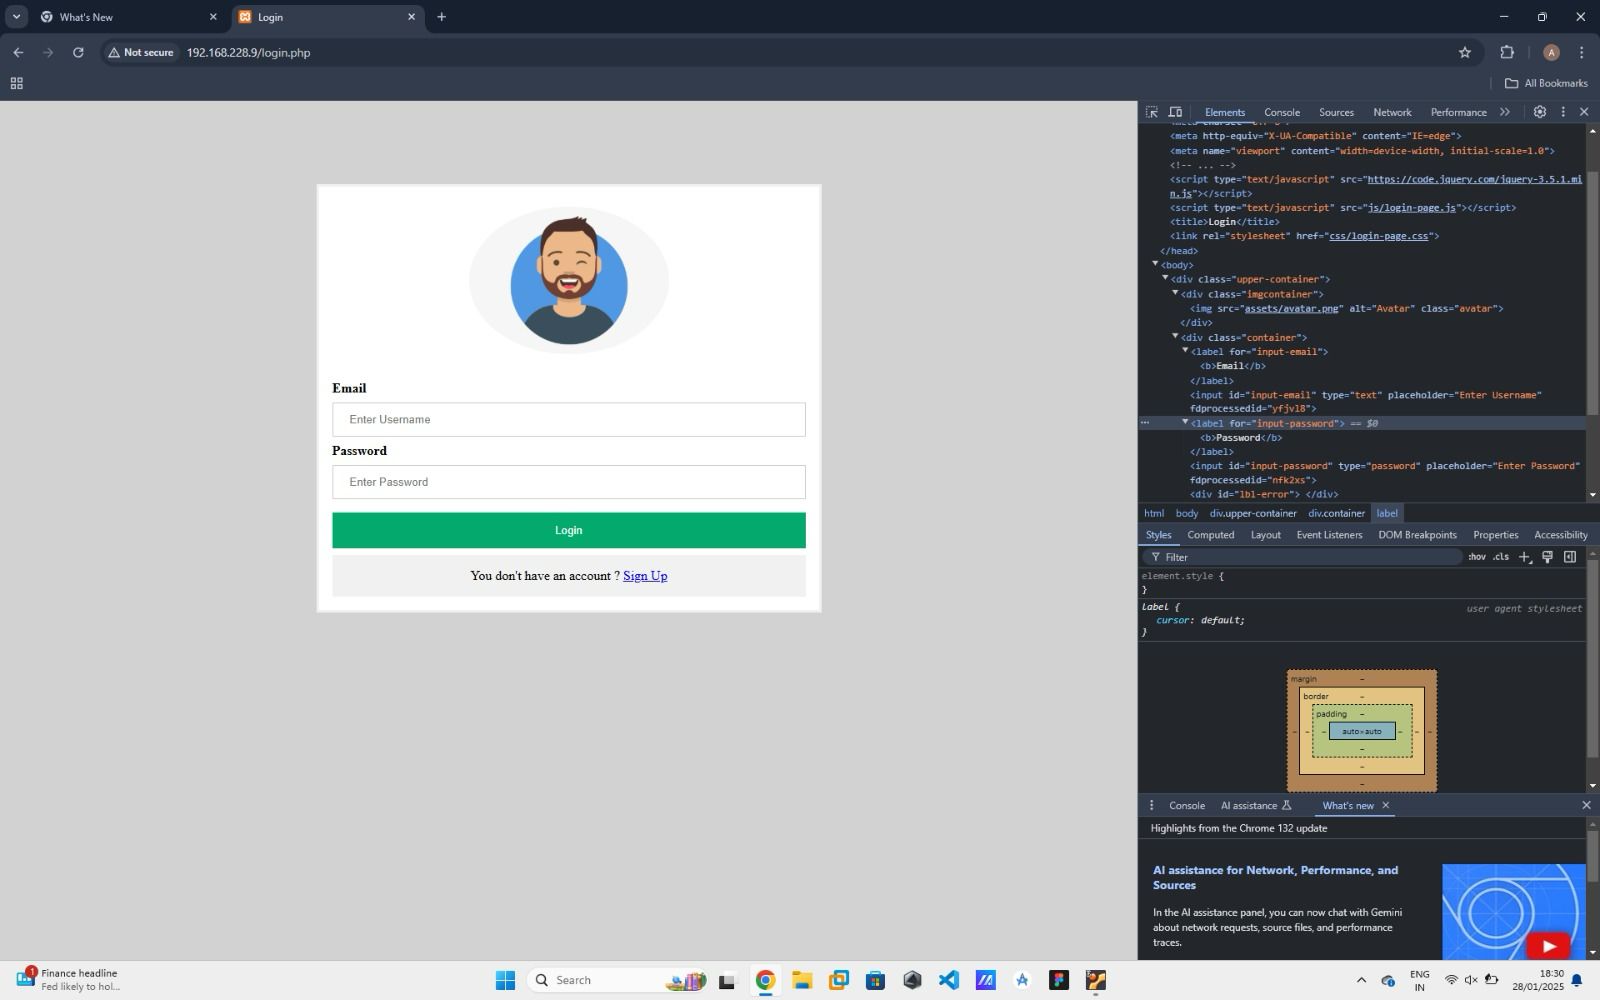 What's New
Login
Not secure
192.168.228.9/login.php
All Bookmarks
Email
Enter Username
Password
Enter Password
Login
You don't have an account ? Sign Up
Elements Console Sources Network Performance
<meta http-equiv="X-UA-Compatible" content="IE=edge">
<meta name="viewport" content="width=device-width, initial-scale=1.0">
<!-- ... -->
<script type="text/javascript" src="https://code.jquery.com/jquery-3.5.1.mi
n.js"></script>
<script type="text/javascript" src="js/login-page.js"></script>
<title>Login</title>
<link rel="stylesheet" href="css/login-page.css">
</head>
<body>
<div class="upper-container">
<div class="imgcontainer">
<img src="assets/avatar.png" alt="Avatar" class="avatar">
</div>
<div class="container">
<label for="input-email">
<b>Email</b>
</label>
<input id="input-email" type="text" placeholder="Enter Username"
fdprocessedid="yfjvl8">
<label for="input-password"> == $0
<b>Password</b>
</label>
<input id="input-password" type="password" placeholder="Enter Password"
fdprocessedid="nfk2xs">
<div id="lbl-error"> </div>
html body div.upper-container div.container label
Styles Computed Layout Event Listeners DOM Breakpoints Properties Accessibility
Filter :hov .cls
element.style {
}
label { user agent stylesheet
cursor: default;
}
margin –
border –
padding –
– – – auto×auto – – –
–
–
–
Console AI assistance What's new
Highlights from the Chrome 132 update
AI assistance for Network, Performance, and
Sources
In the AI assistance panel, you can now chat with Gemini
about network requests, source files, and performance
traces.
1
Finance headline
Fed likely to hol...
Search
ENG
IN
18:30
28/01/2025
A